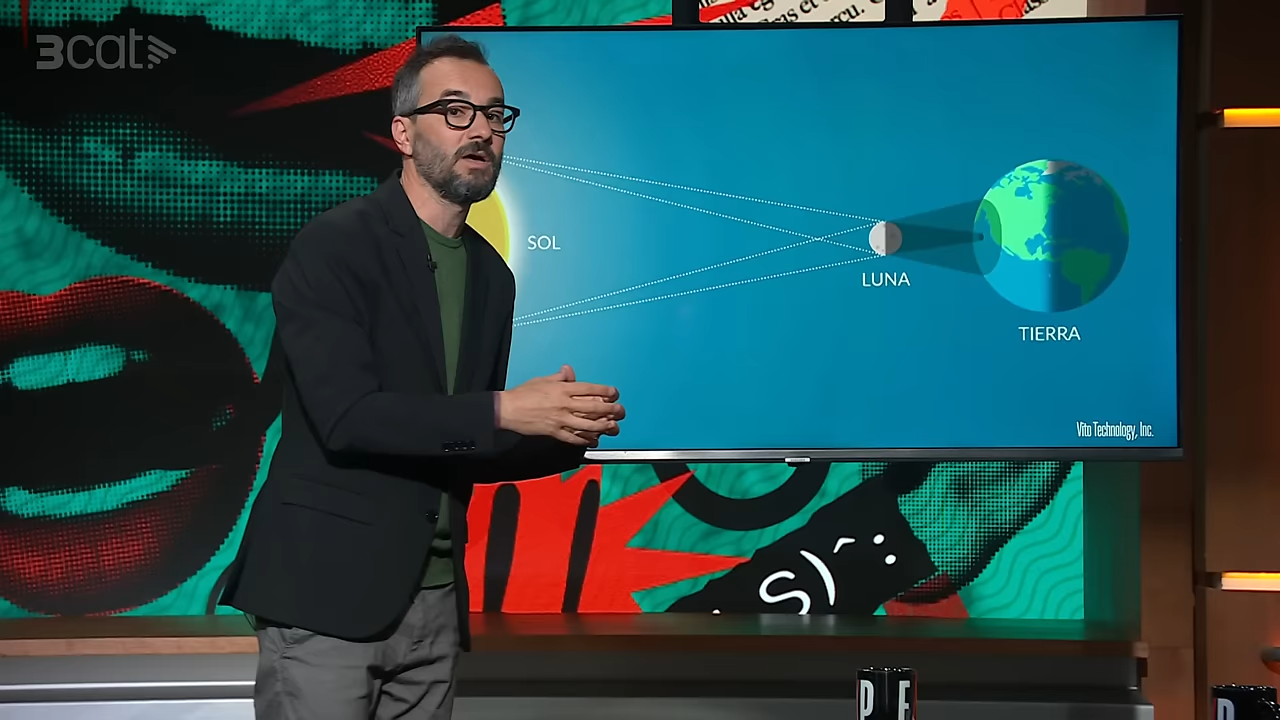 3cat
SOL
LUNA
TIERRA
Vito Technology, Inc.
S)^:
P E